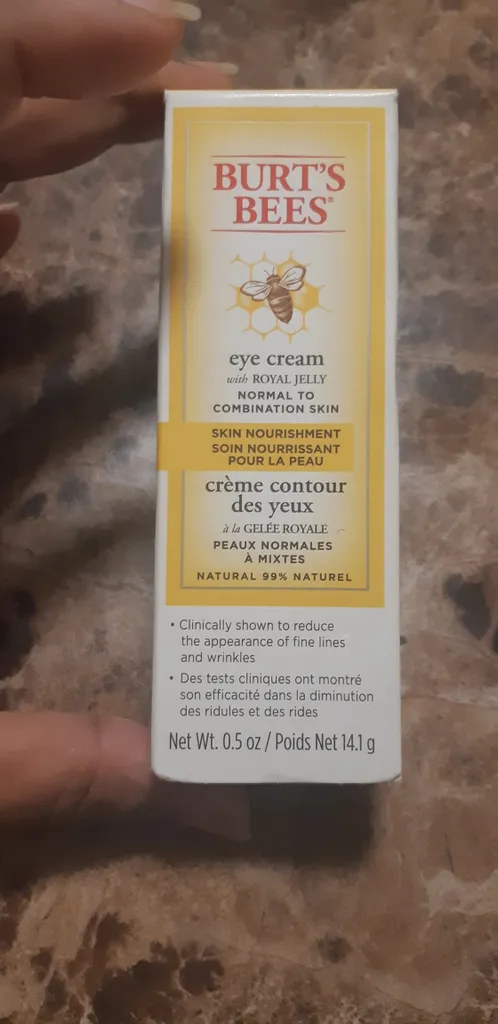 BURT'S
BEES®
eye cream
with ROYAL JELLY
NORMAL TO
COMBINATION SKIN
SKIN NOURISHMENT
SOIN NOURRISSANT
POUR LA PEAU
crème contour
des yeux
à la GELÉE ROYALE
PEAUX NORMALES
À MIXTES
NATURAL 99% NATUREL
• Clinically shown to reduce
the appearance of fine lines
and wrinkles
• Des tests cliniques ont montré
son efficacité dans la diminution
des ridules et des rides
Net Wt. 0.5 oz / Poids Net 14.1 g